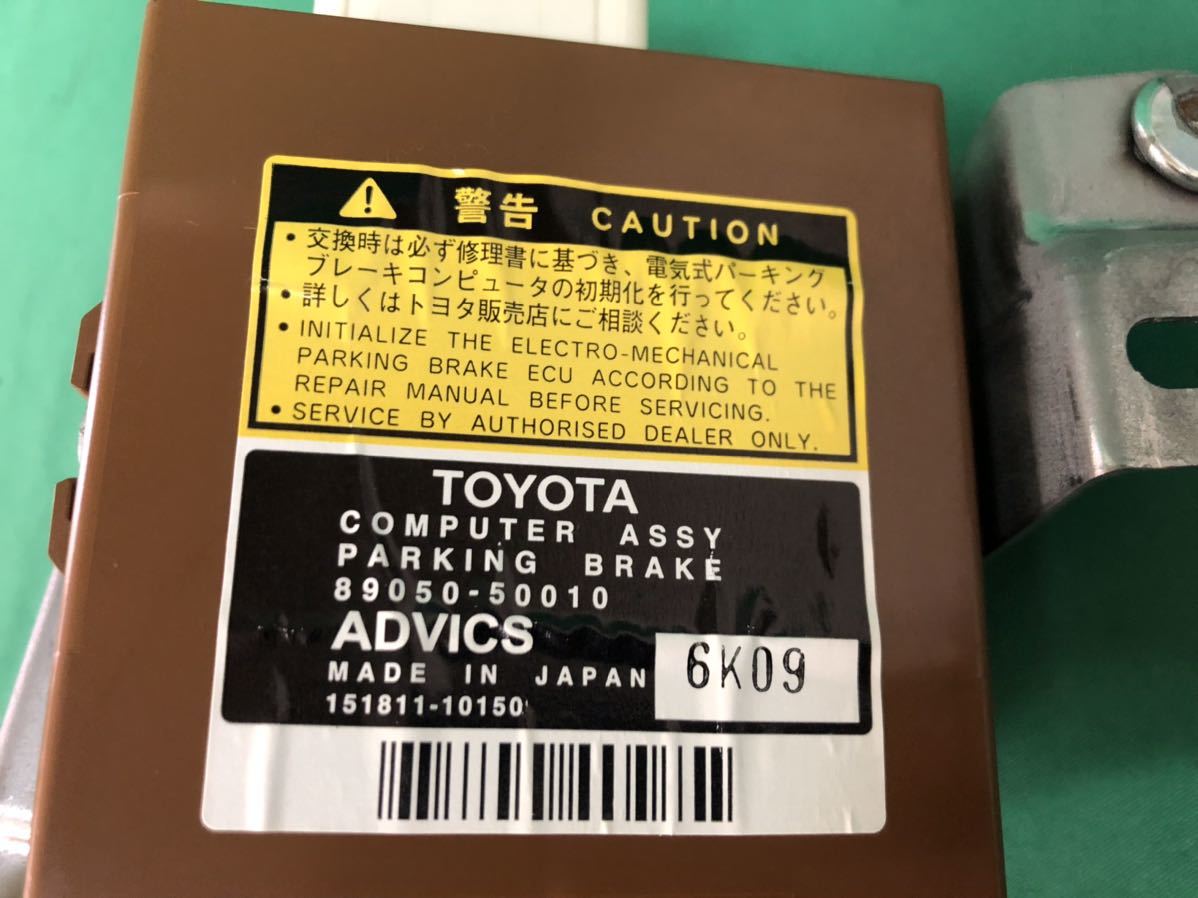 警告 CAUTION
・交換時は必ず修理書に基づき、電気式パーキング
ブレーキコンピュータの初期化を行ってください。
・詳しくはトヨタ販売店にご相談ください。
• INITIALIZE THE ELECTRO-MECHANICAL
PARKING BRAKE ECU ACCORDING TO THE
REPAIR MANUAL BEFORE SERVICING.
• SERVICE BY AUTHORISED DEALER ONLY.
TOYOTA
COMPUTER ASSY
PARKING BRAKE
89050-50010
ADVICS
MADE IN JAPAN
6K09
151811-10150